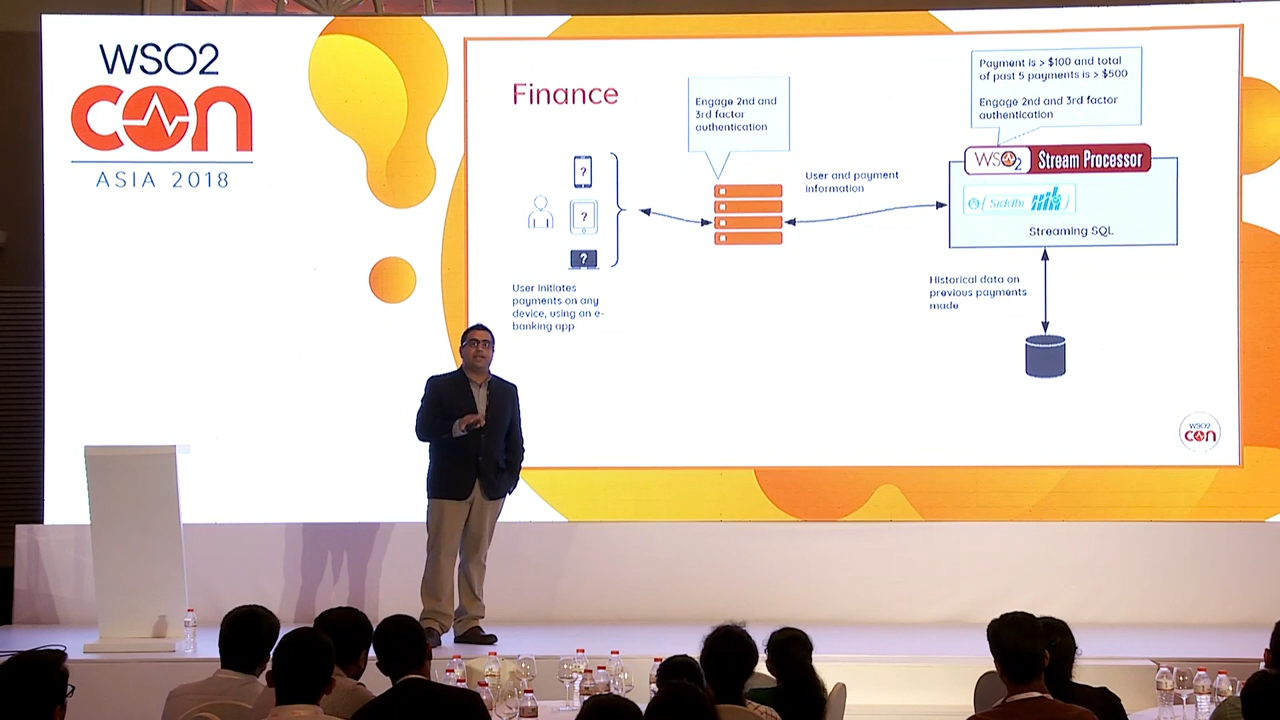 WSO2
con
ASIA 2018
Finance
Engage 2nd and
3rd factor
authentication
Payment is > $100 and total
of past 5 payments is > $500
Engage 2nd and 3rd factor
authentication
WSO2 Stream Processor
Siddhi
Streaming SQL
User and payment
information
?
?
?
User initiates
payments on any
device, using an e-
banking app
Historical data on
previous payments
made
WSO2
con